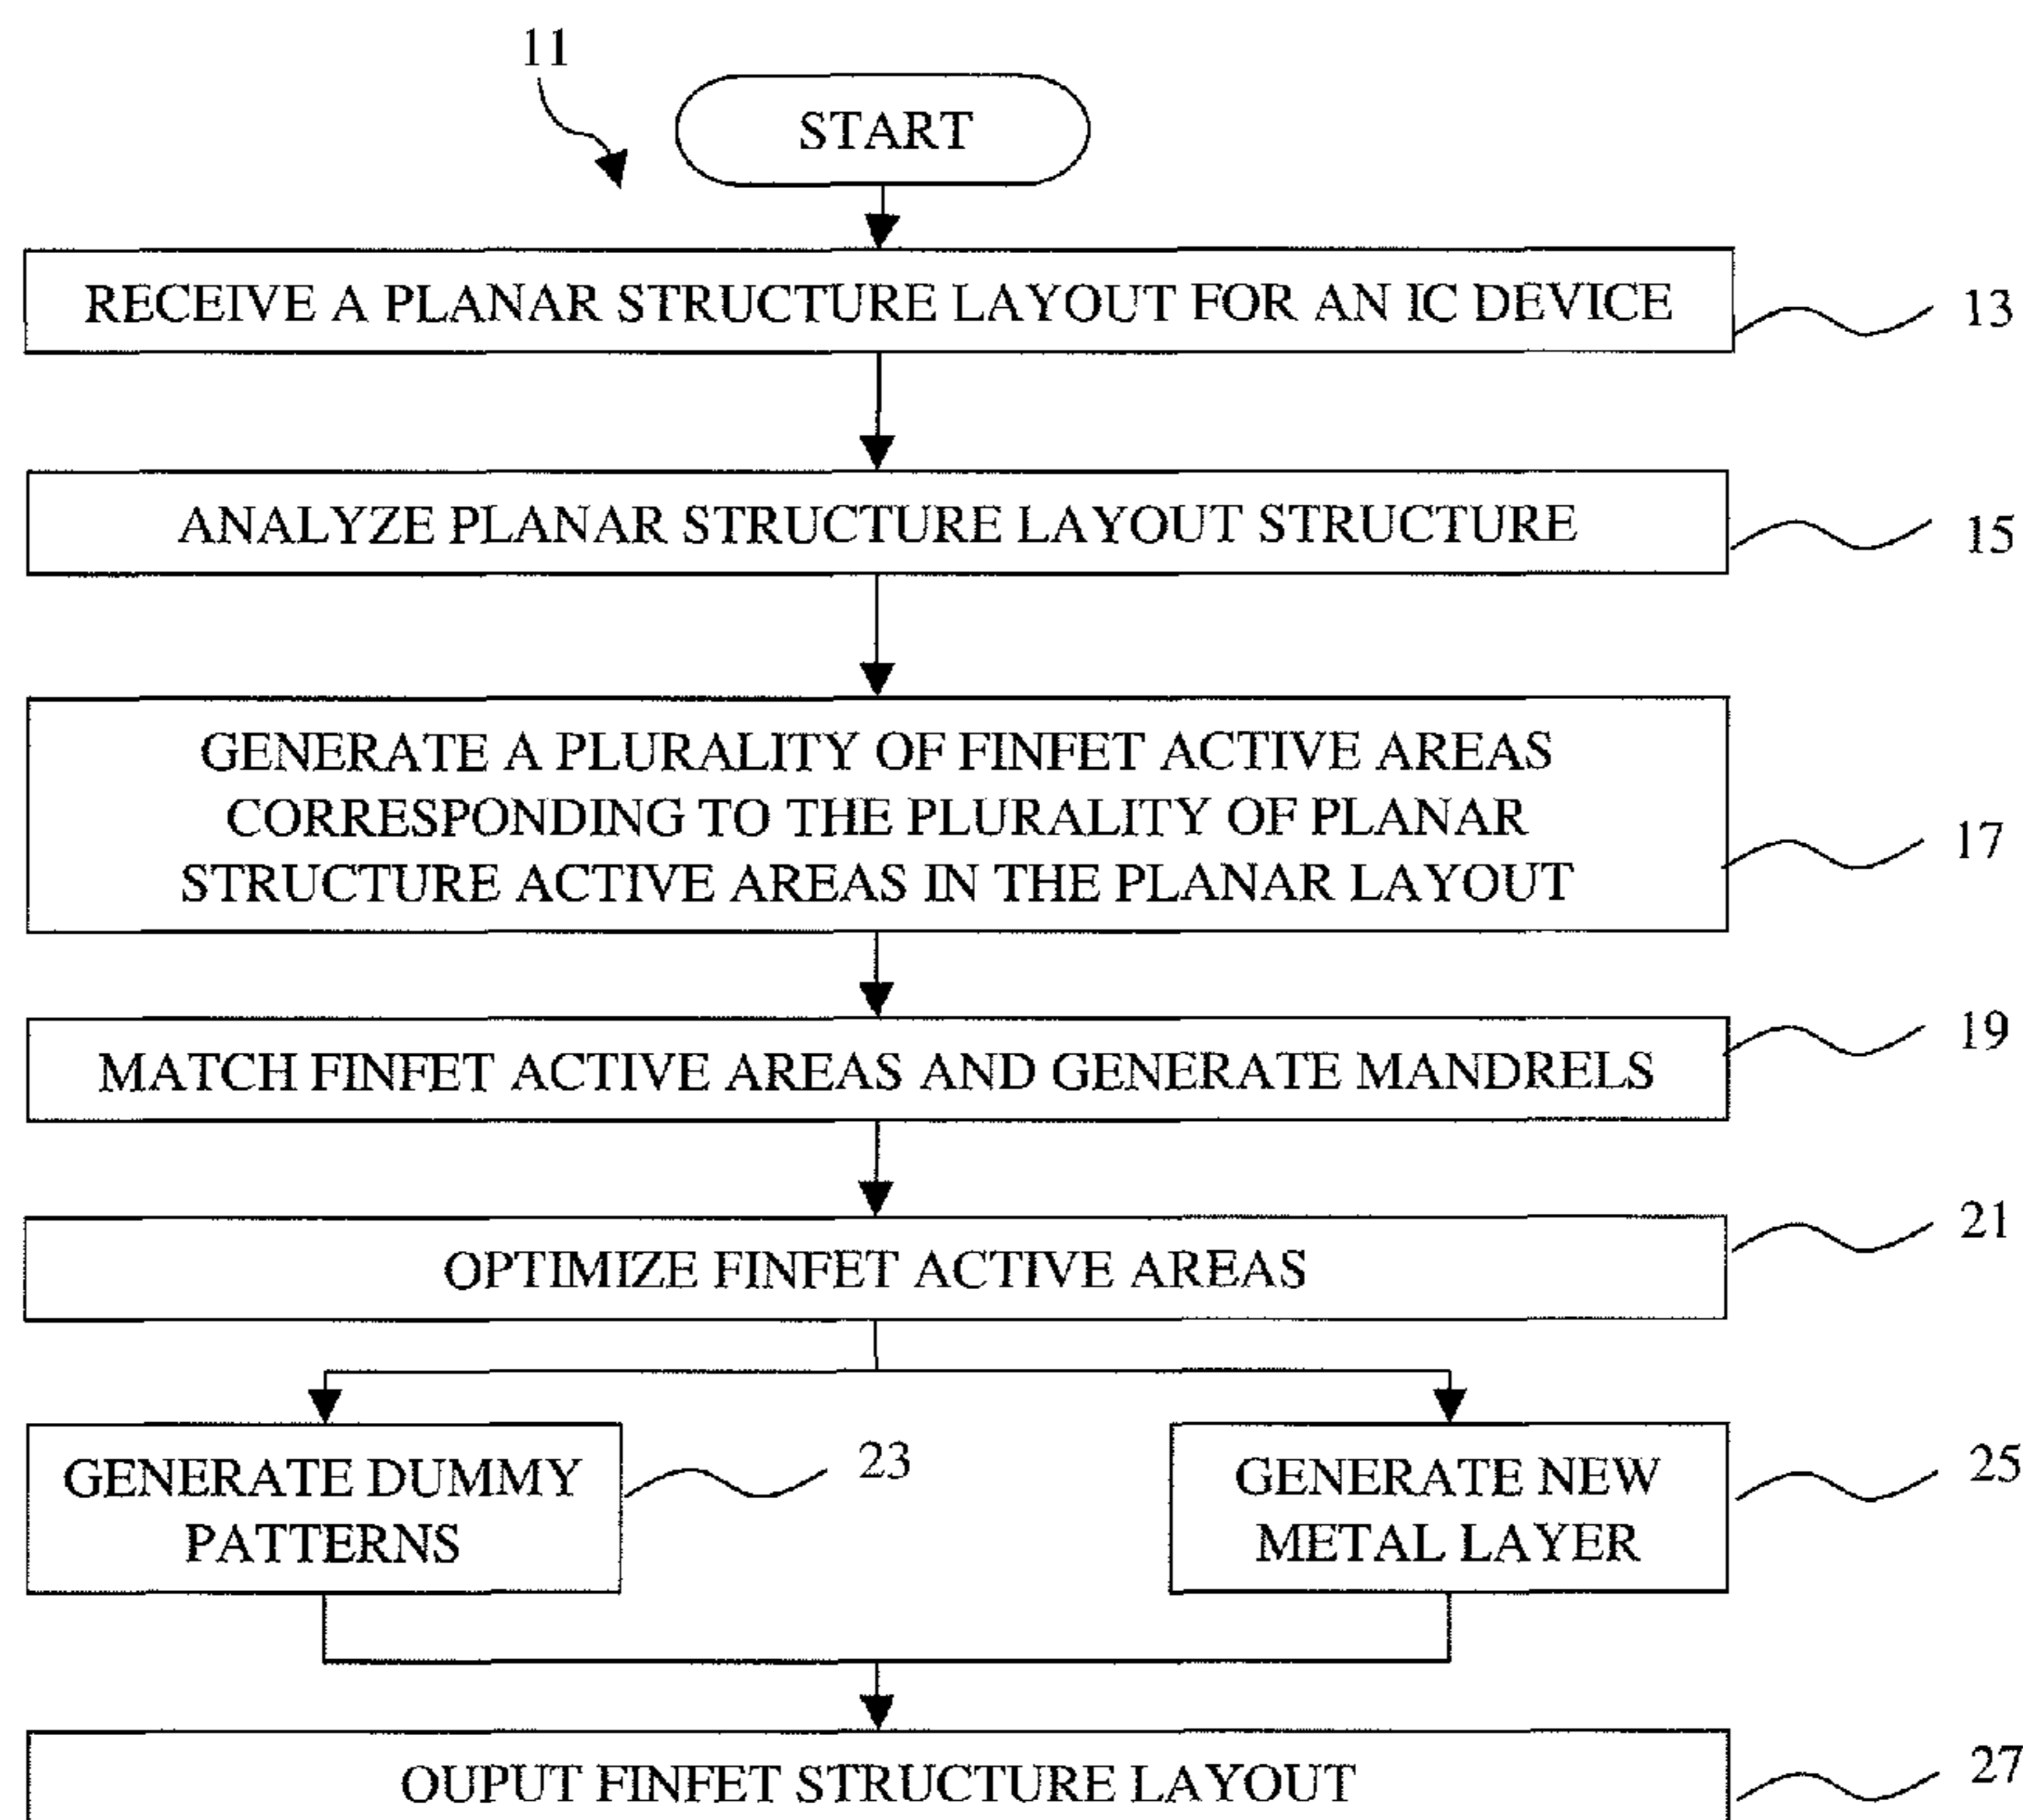 11
START
RECEIVE A PLANAR STRUCTURE LAYOUT FOR AN IC DEVICE
13
ANALYZE PLANAR STRUCTURE LAYOUT STRUCTURE
15
GENERATE A PLURALITY OF FINFET ACTIVE AREAS
CORRESPONDING TO THE PLURALITY OF PLANAR
STRUCTURE ACTIVE AREAS IN THE PLANAR LAYOUT
17
MATCH FINFET ACTIVE AREAS AND GENERATE MANDRELS
19
OPTIMIZE FINFET ACTIVE AREAS
21
GENERATE DUMMY
PATTERNS
23
GENERATE NEW
METAL LAYER
25
OUPUT FINFET STRUCTURE LAYOUT
27